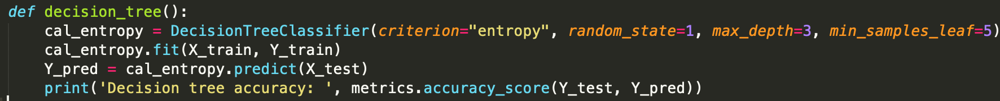 def decision_tree():
    cal_entropy = DecisionTreeClassifier(criterion="entropy", random_state=1, max_depth=3, min_samples_leaf=5)
    cal_entropy.fit(X_train, Y_train)
    Y_pred = cal_entropy.predict(X_test)
    print('Decision tree accuracy: ', metrics.accuracy_score(Y_test, Y_pred))